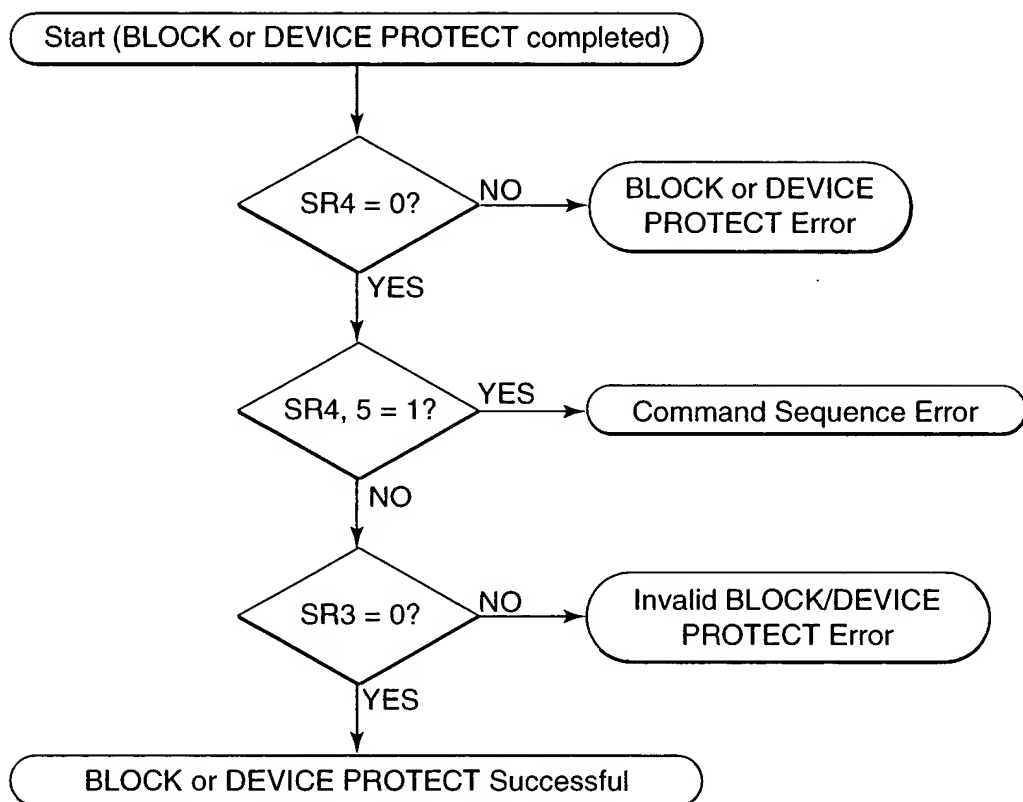 Start (BLOCK or DEVICE PROTECT completed)
SR4 = 0?
NO
BLOCK or DEVICE
PROTECT Error
YES
SR4, 5 = 1?
YES
Command Sequence Error
NO
SR3 = 0?
NO
Invalid BLOCK/DEVICE
PROTECT Error
YES
BLOCK or DEVICE PROTECT Successful